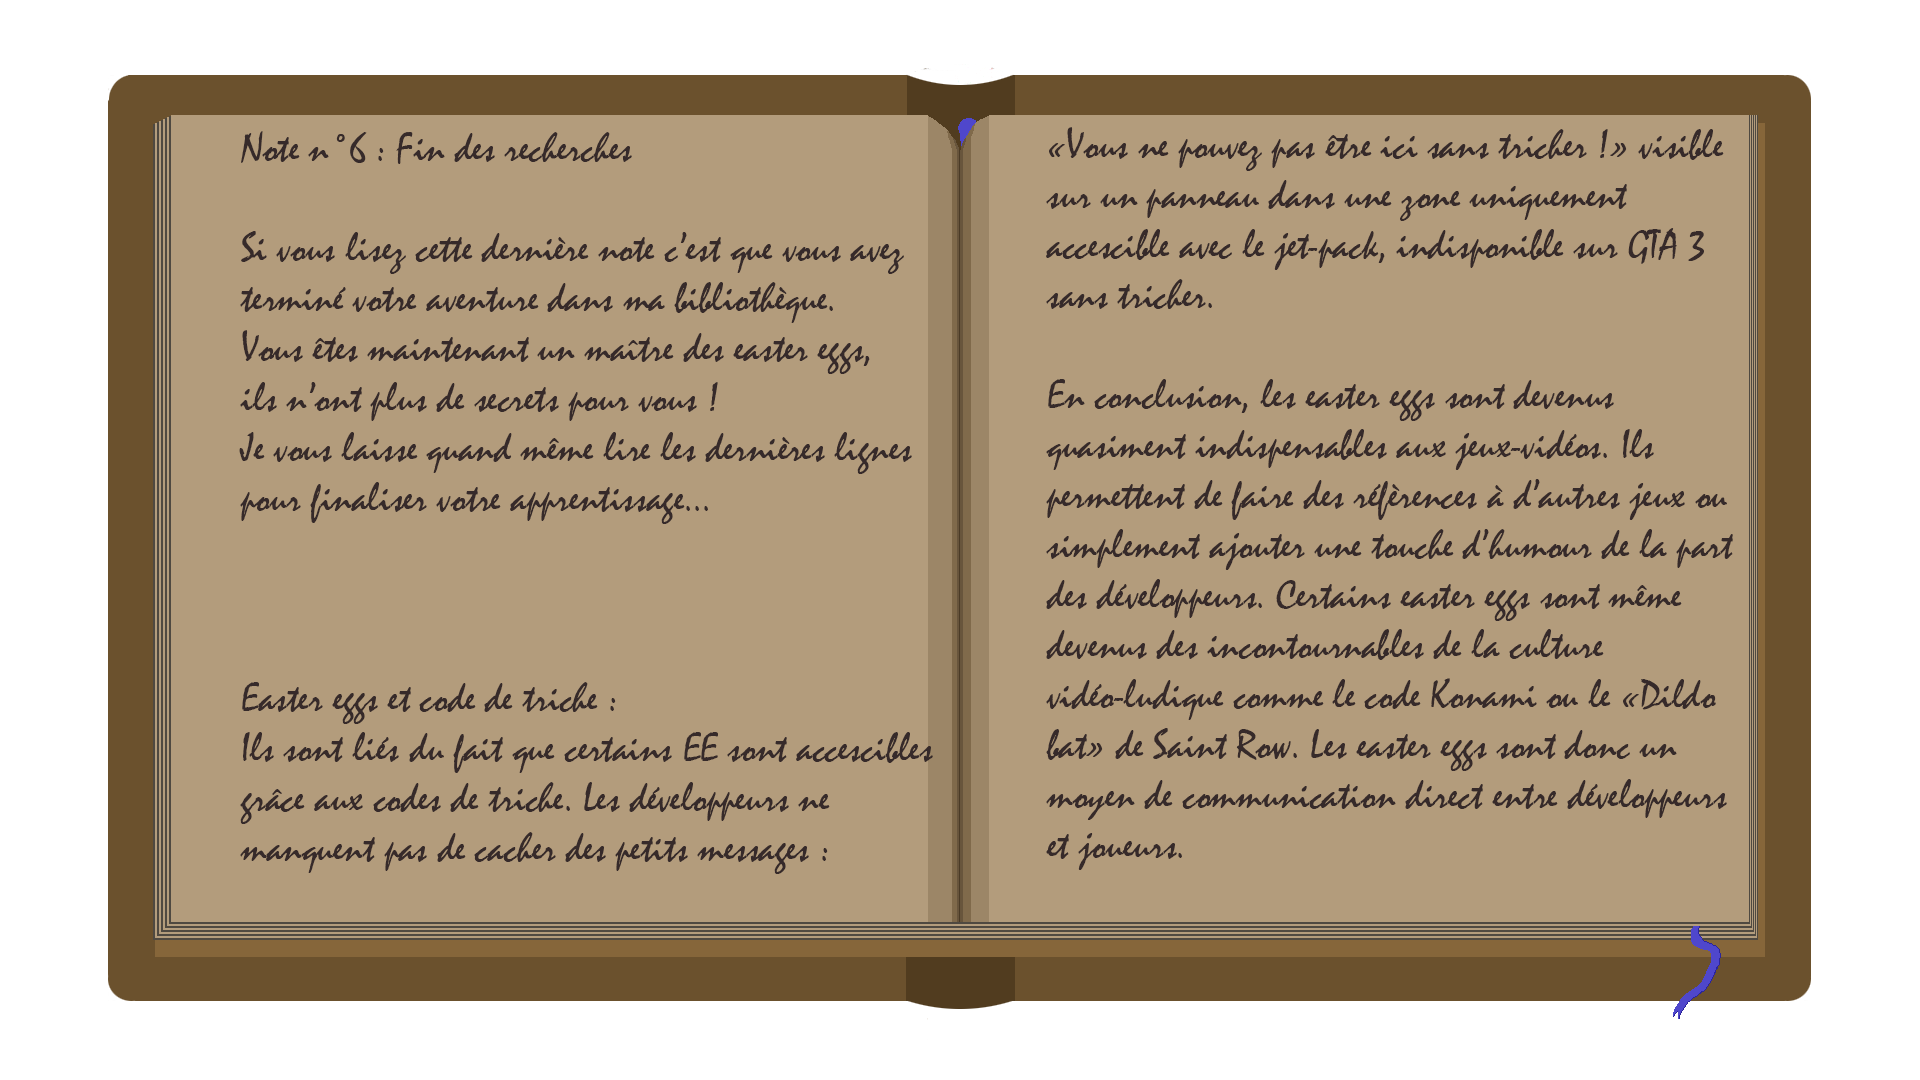 Note n°6 : Fin des recherches
Si vous lisez cette dernière note c'est que vous avez
terminé votre aventure dans ma bibliothèque.
Vous êtes maintenant un maître des easter eggs,
ils n'ont plus de secrets pour vous !
Je vous laisse quand même lire les dernières lignes
pour finaliser votre apprentissage...
Easter eggs et code de triche :
Ils sont liés du fait que certains EE sont accescibles
grâce aux codes de triche. Les développeurs ne
manquent pas de cacher des petits messages :
«Vous ne pouvez pas être ici sans tricher !» visible
sur un panneau dans une zone uniquement
accescible avec le jet-pack, indisponible sur GTA 3
sans tricher.
En conclusion, les easter eggs sont devenus
quasiment indispensables aux jeux-vidéos. Ils
permettent de faire des réfèrences à d'autres jeux ou
simplement ajouter une touche d'humour de la part
des développeurs. Certains easter eggs sont même
devenus des incontournables de la culture
vidéo-ludique comme le code Konami ou le «Dildo
bat» de Saint Row. Les easter eggs sont donc un
moyen de communication direct entre développeurs
et joueurs.